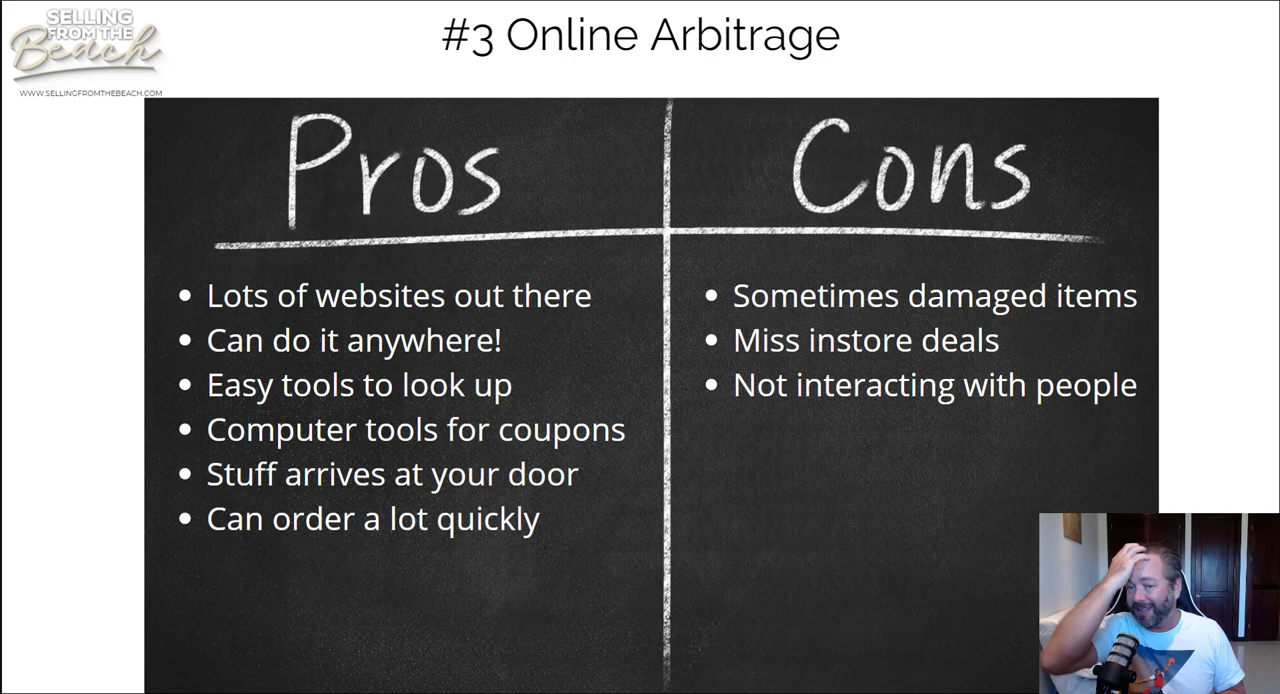 SELLING
FROM THE
Beach
WWW.SELLINGFROMTHEBEACH.COM
#3 Online Arbitrage
Pros
Cons
• Lots of websites out there
• Can do it anywhere!
• Easy tools to look up
• Computer tools for coupons
• Stuff arrives at your door
• Can order a lot quickly
• Sometimes damaged items
• Miss instore deals
• Not interacting with people